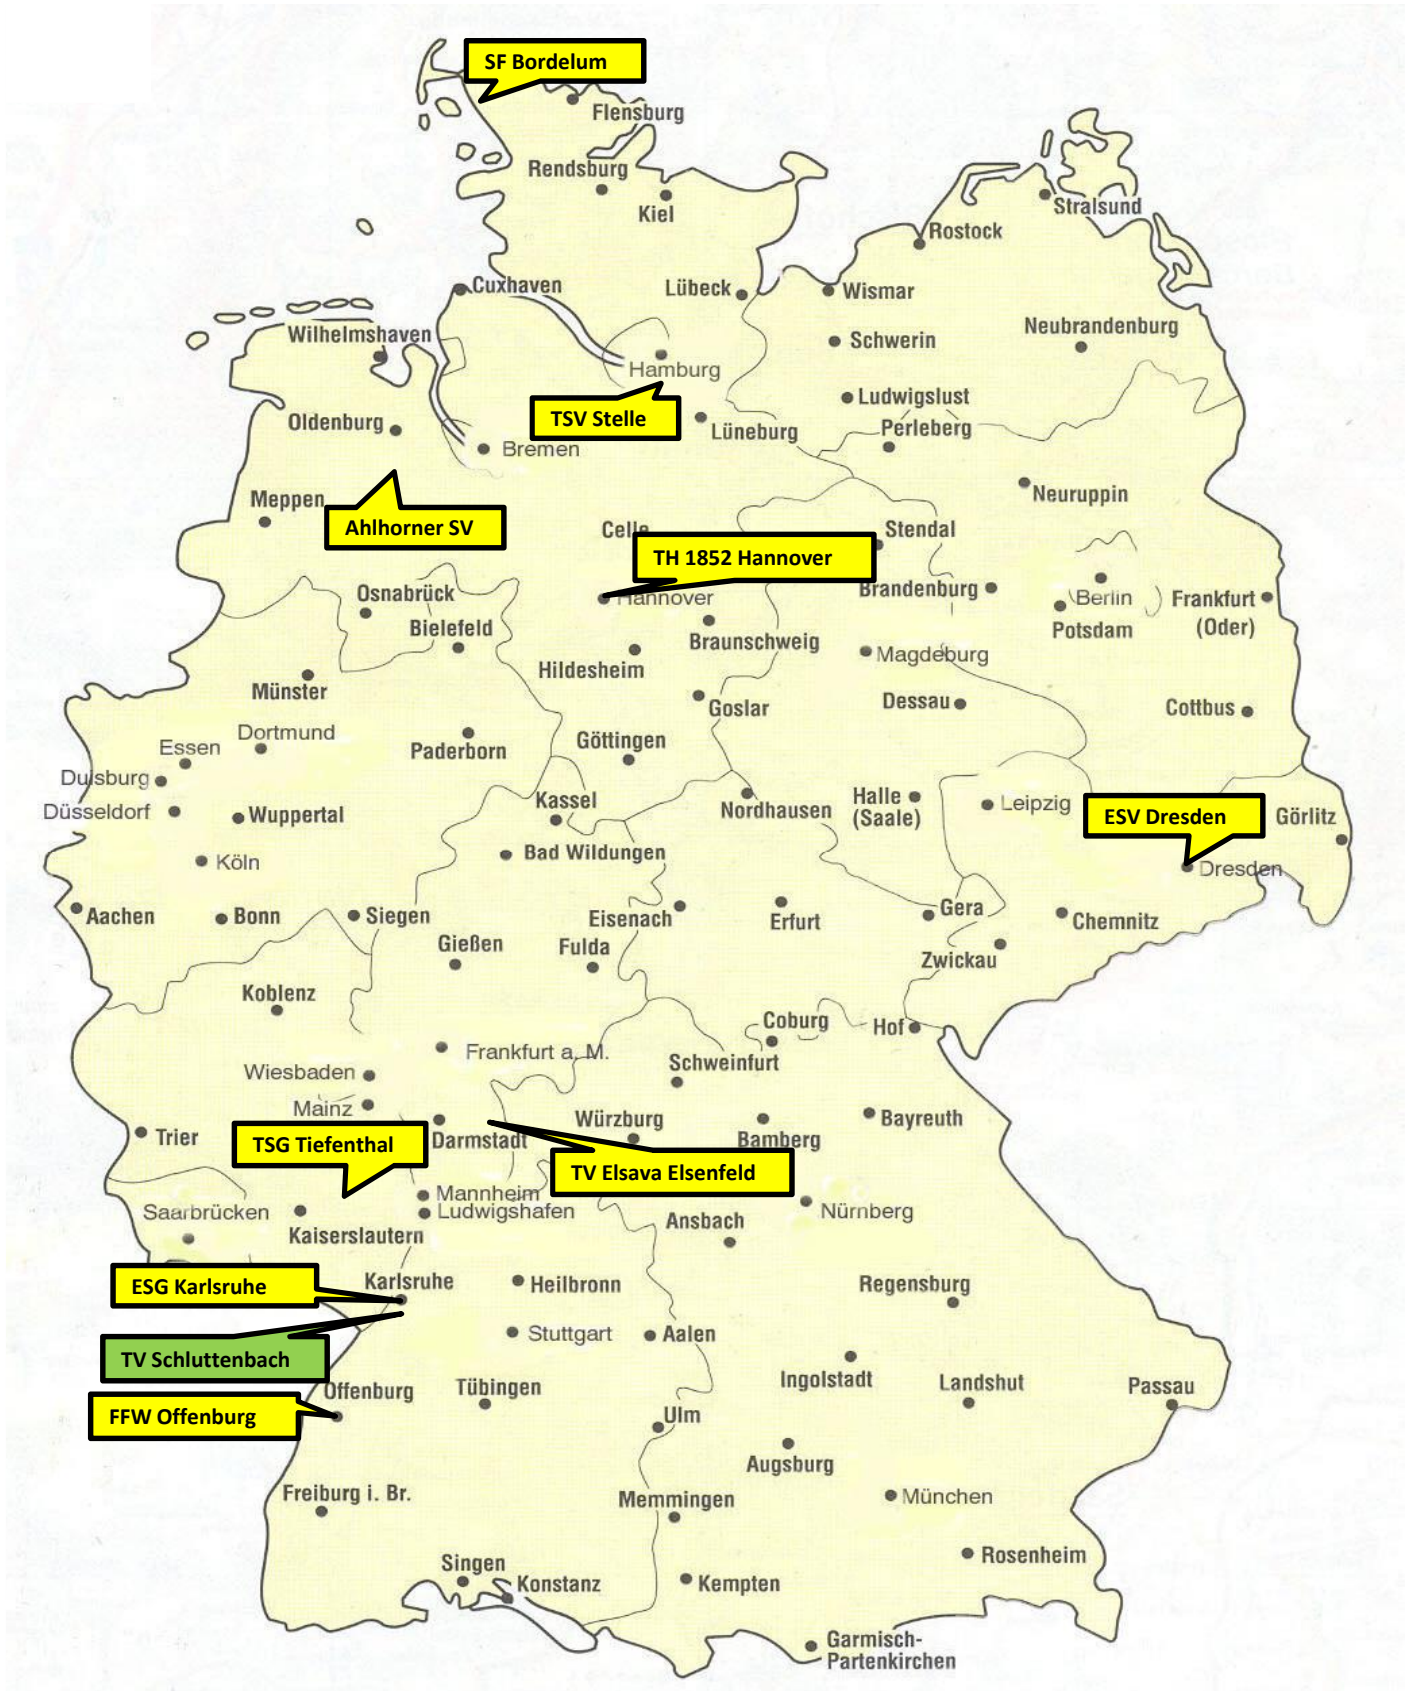 SF Bordelum
Flensburg
Rendsburg
Kiel
Stralsund
Rostock
Cuxhaven
Lübeck
Wismar
Wilhelmshaven
Schwerin
Neubrandenburg
Hamburg
Ludwigslust
TSV Stelle
Oldenburg
Lüneburg
Perleberg
Bremen
Meppen
Neuruppin
Ahlhorner SV
Celle
Stendal
TH 1852 Hannover
Osnabrück
Hannover
Brandenburg
Berlin
Frankfurt
(Oder)
Bielefeld
Braunschweig
Potsdam
Hildesheim
Magdeburg
Münster
Goslar
Dessau
Cottbus
Dortmund
Essen
Paderborn
Göttingen
Duisburg
Düsseldorf
Wuppertal
Kassel
Nordhausen
Halle
(Saale)
Leipzig
ESV Dresden
Görlitz
Köln
Bad Wildungen
Dresden
Aachen
Bonn
Siegen
Eisenach
Erfurt
Gera
Chemnitz
Gießen
Fulda
Zwickau
Koblenz
Coburg
Hof
Frankfurt a. M.
Schweinfurt
Wiesbaden
Mainz
Trier
TSG Tiefenthal
Darmstadt
Würzburg
Bamberg
Bayreuth
TV Elsava Elsenfeld
Mannheim
Saarbrücken
Ludwigshafen
Ansbach
Nürnberg
Kaiserslautern
ESG Karlsruhe
Karlsruhe
Heilbronn
Regensburg
Stuttgart
Aalen
TV Schluttenbach
Offenburg
Tübingen
Ingolstadt
Landshut
Passau
FFW Offenburg
Ulm
Augsburg
Freiburg i. Br.
Memmingen
München
Singen
Konstanz
Kempten
Rosenheim
Garmisch-
Partenkirchen